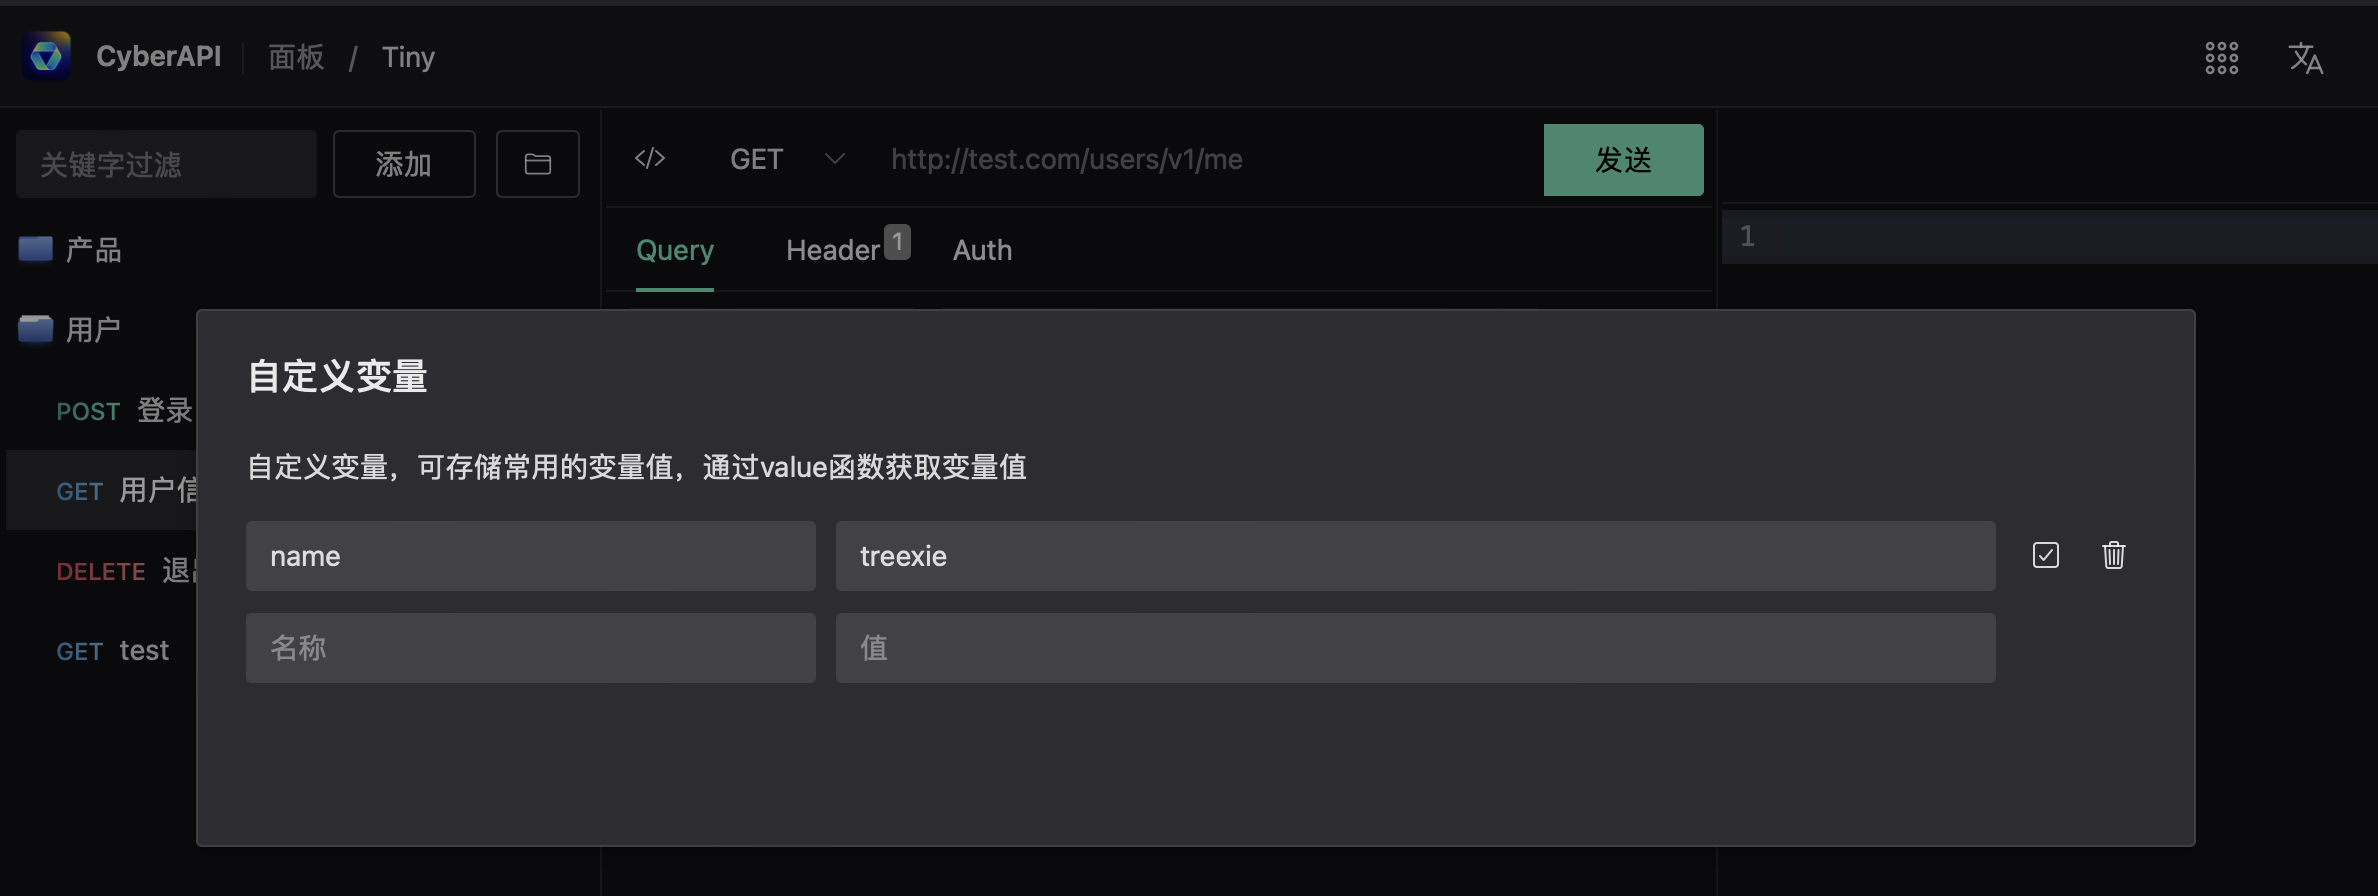 CyberAPI 面板 / Tiny
关键字过滤 添加
GET http://test.com/users/v1/me 发送
Query Header 1 Auth
1
产品
用户
POST 登录
GET 用户信
DELETE 退
GET test
自定义变量
自定义变量，可存储常用的变量值，通过value函数获取变量值
name treexie
名称 值